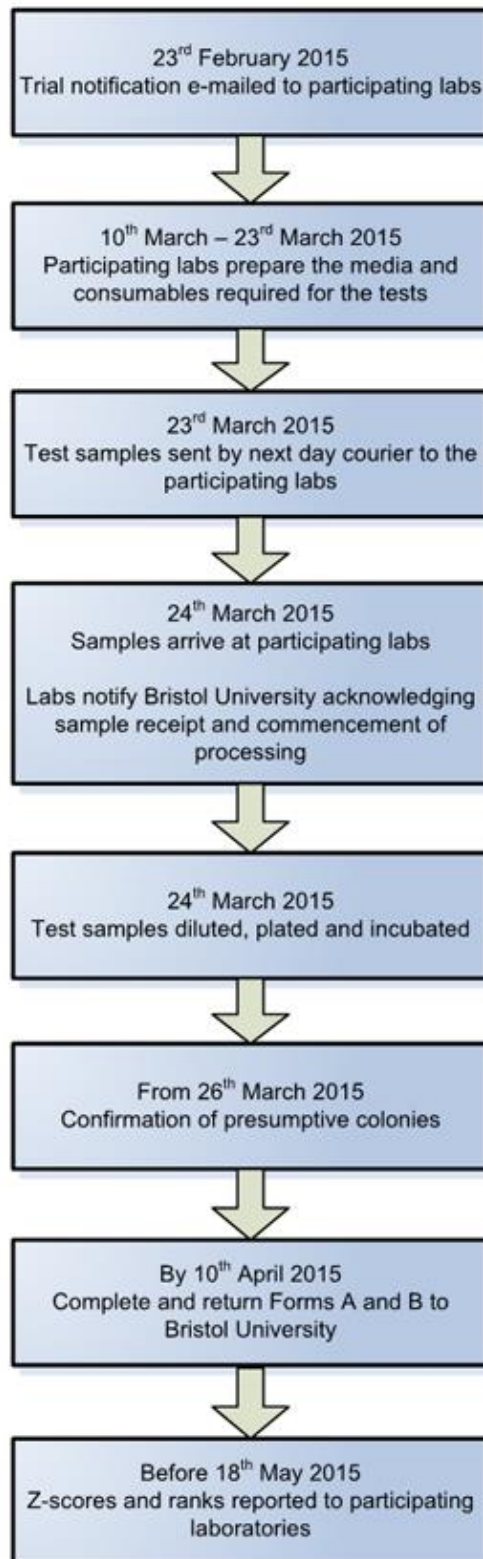 23rd February 2015
Trial notification e-mailed to participating labs
10th March – 23rd March 2015
Participating labs prepare the media and
consumables required for the tests
23rd March 2015
Test samples sent by next day courier to the
participating labs
24th March 2015
Samples arrive at participating labs
Labs notify Bristol University acknowledging
sample receipt and commencement of
processing
24th March 2015
Test samples diluted, plated and incubated
From 26th March 2015
Confirmation of presumptive colonies
By 10th April 2015
Complete and return Forms A and B to
Bristol University
Before 18th May 2015
Z-scores and ranks reported to participating
laboratories